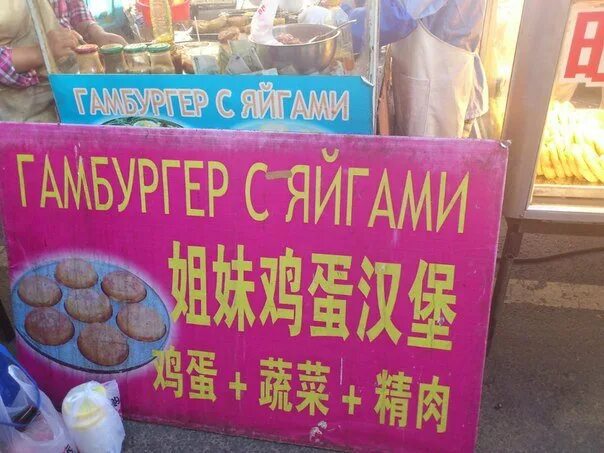 ГАМБУРГЕР С ЯЙГАМИ
ГАМБУРГЕР С ЯЙГАМИ
姐妹鸡蛋汉堡
鸡蛋+蔬菜+精肉